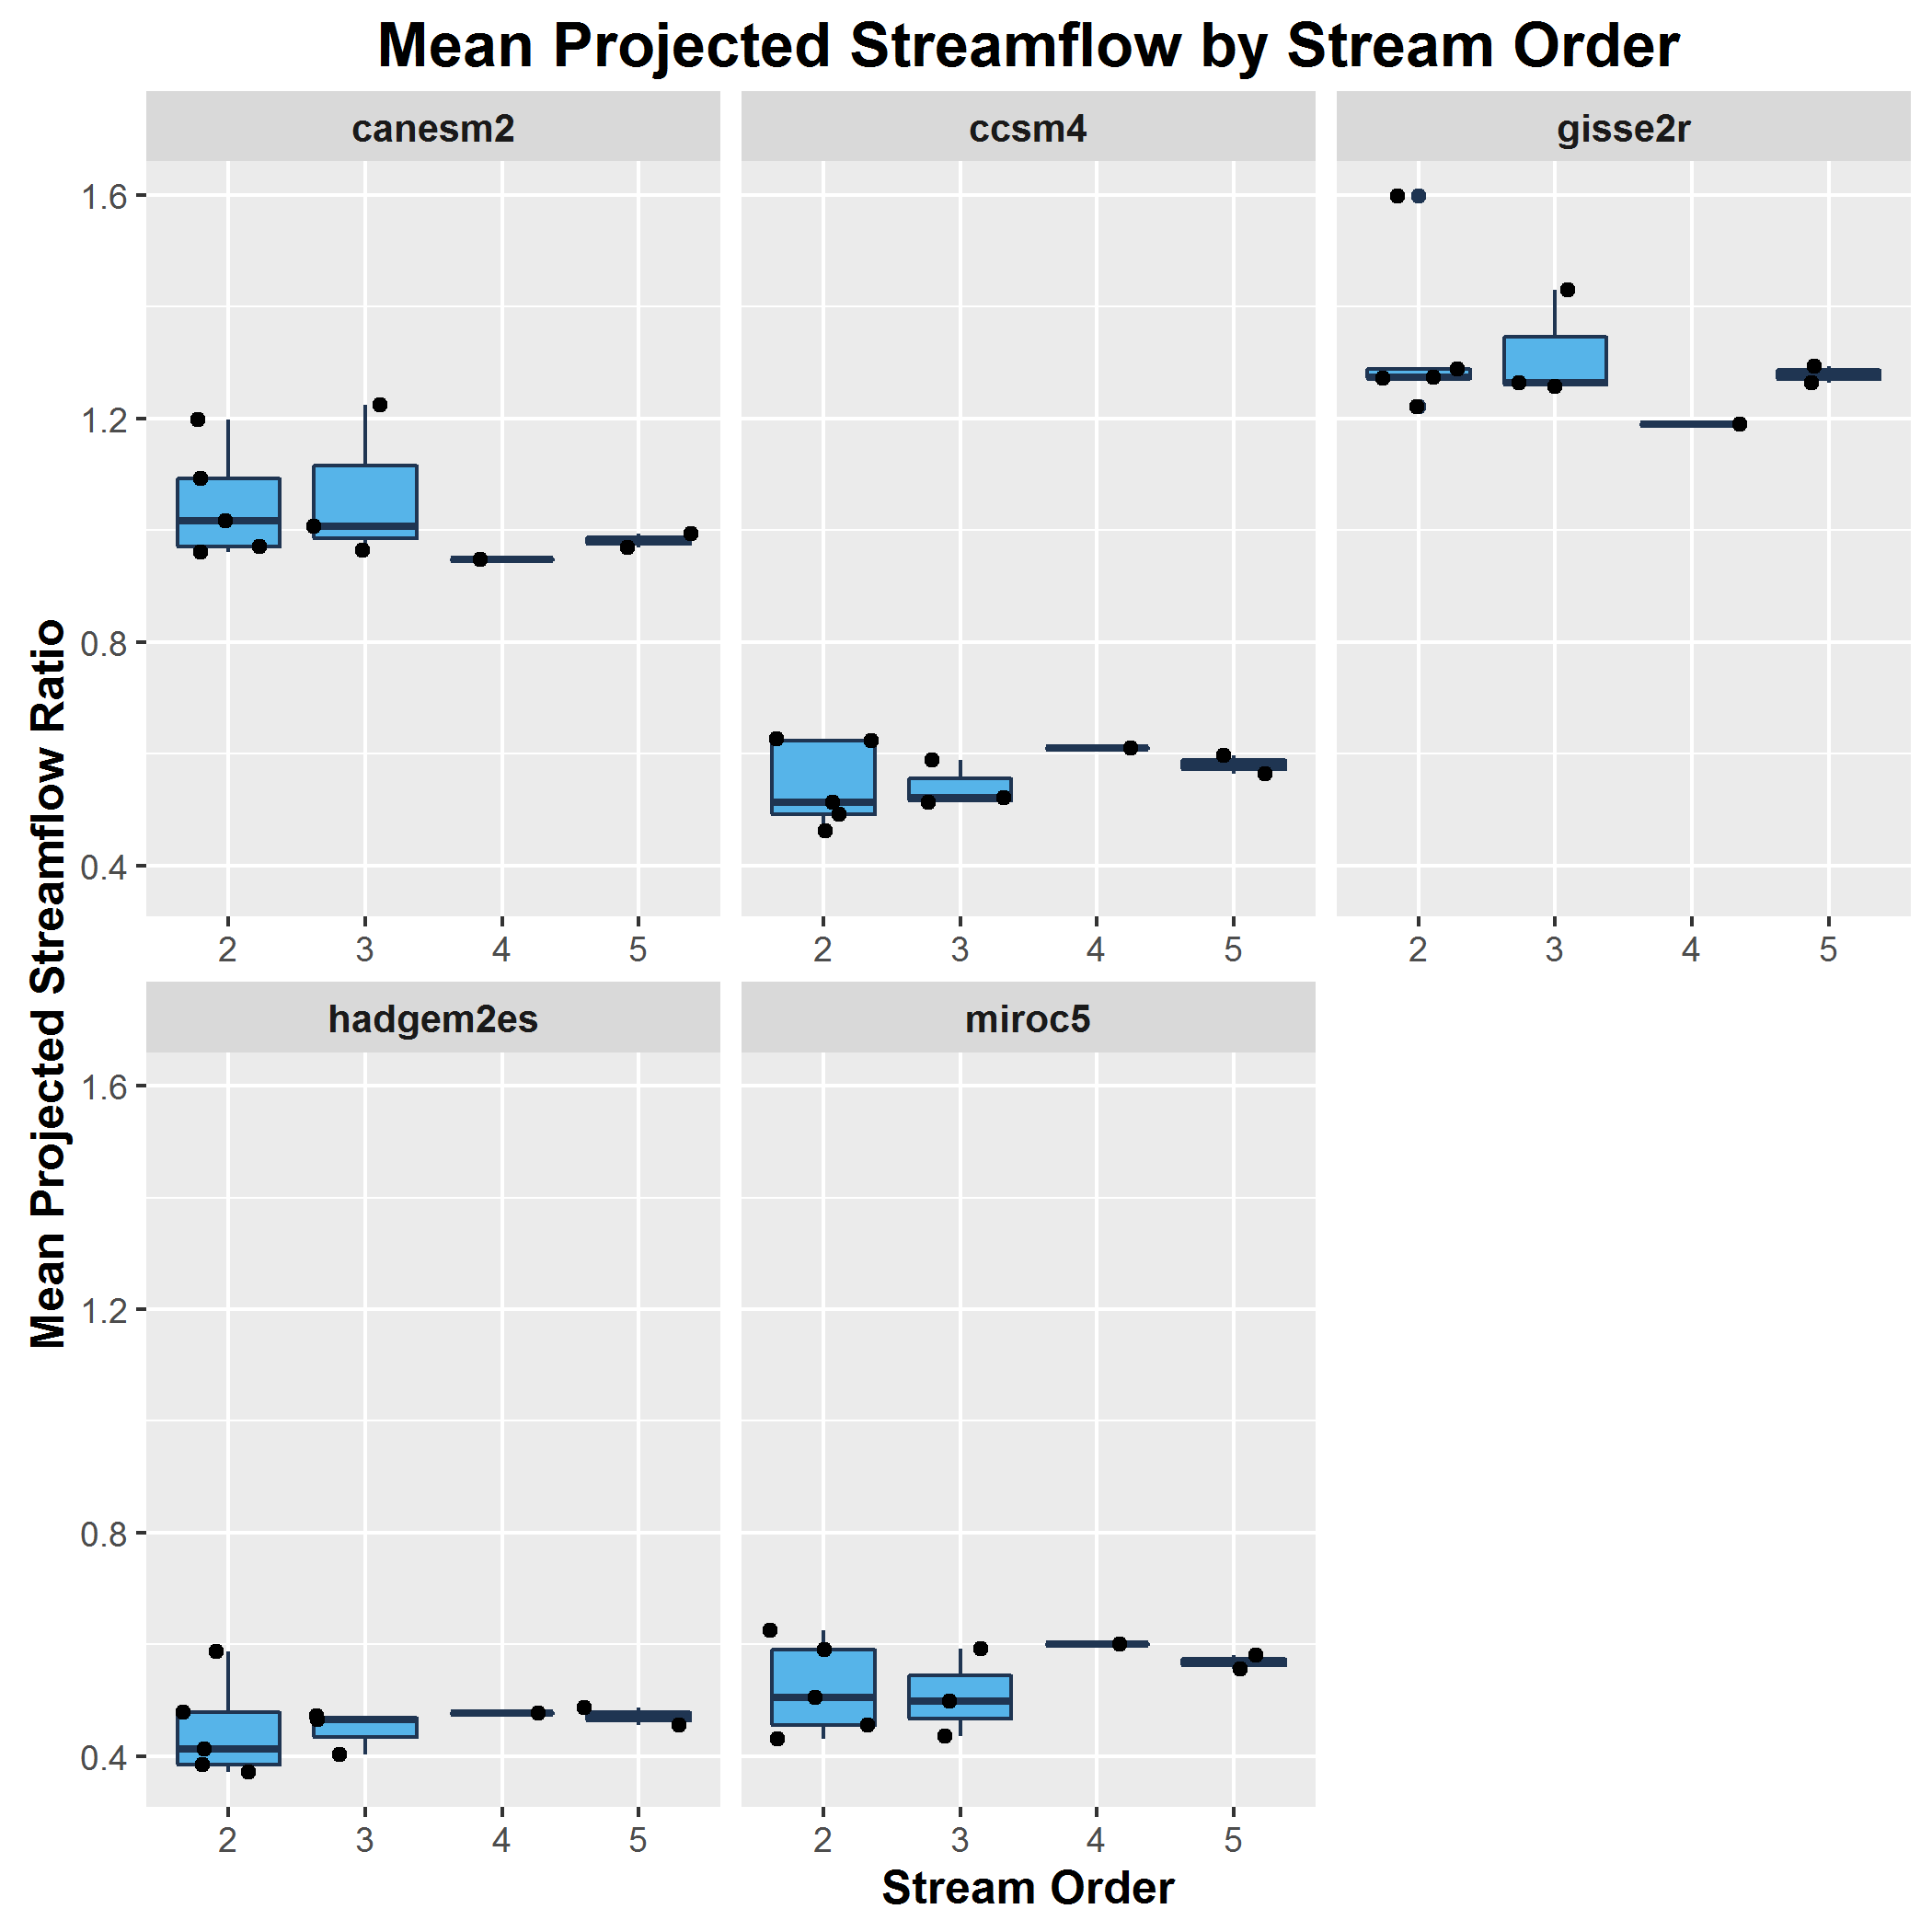 Mean Projected Streamflow by Stream Order
canesm2
ccsm4
gisse2r
1.6
1.2
0.8
0.4
2 3 4 5
2 3 4 5
2 3 4 5
Mean Projected Streamflow Ratio
hadgem2es
miroc5
1.6
1.2
0.8
0.4
2 3 4 5
2 3 4 5
Stream Order